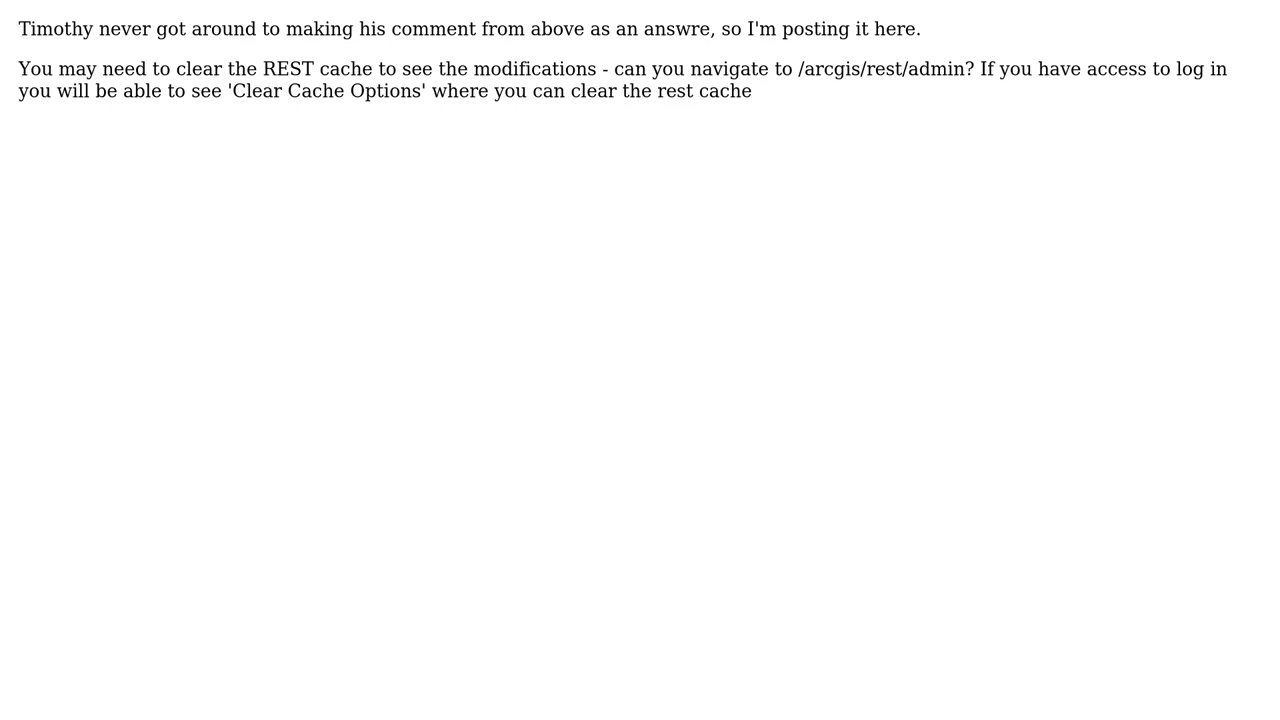 Timothy never got around to making his comment from above as an answre, so I'm posting it here.
You may need to clear the REST cache to see the modifications - can you navigate to /arcgis/rest/admin? If you have access to log in
you will be able to see 'Clear Cache Options' where you can clear the rest cache